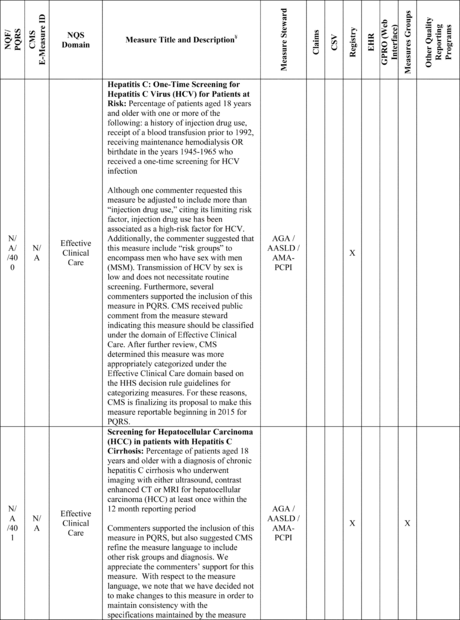 NQF/
PQRS
CMS
E-Measure ID
NQS
Domain
Measure Title and Description¥
Measure Steward
Claims
CSV
Registry
EHR
GPRO (Web
Interface)
Measures Groups
Other Quality
Reporting
Programs
N/
A/
/40
0
N/
A
Effective
Clinical
Care
Hepatitis C: One-Time Screening for
Hepatitis C Virus (HCV) for Patients at
Risk: Percentage of patients aged 18 years
and older with one or more of the
following: a history of injection drug use,
receipt of a blood transfusion prior to 1992,
receiving maintenance hemodialysis OR
birthdate in the years 1945-1965 who
received a one-time screening for HCV
infection
Although one commenter requested this
measure be adjusted to include more than
“injection drug use,” citing its limiting risk
factor, injection drug use has been
associated as a high-risk factor for HCV.
Additionally, the commenter suggested that
this measure include “risk groups” to
encompass men who have sex with men
(MSM). Transmission of HCV by sex is
low and does not necessitate routine
screening. Furthermore, several
commenters supported the inclusion of this
measure in PQRS. CMS received public
comment from the measure steward
indicating this measure should be classified
under the domain of Effective Clinical
Care. After further review, CMS
determined this measure was more
appropriately categorized under the
Effective Clinical Care domain based on
the HHS decision rule guidelines for
categorizing measures. For these reasons,
CMS is finalizing its proposal to make this
measure reportable beginning in 2015 for
PQRS.
AGA /
AASLD /
AMA-
PCPI
X
N/
A
/40
1
N/
A
Effective
Clinical
Care
Screening for Hepatocellular Carcinoma
(HCC) in patients with Hepatitis C
Cirrhosis: Percentage of patients aged 18
years and older with a diagnosis of chronic
hepatitis C cirrhosis who underwent
imaging with either ultrasound, contrast
enhanced CT or MRI for hepatocellular
carcinoma (HCC) at least once within the
12 month reporting period
Commenters supported the inclusion of this
measure in PQRS, but also suggested CMS
refine the measure language to include
other risk groups and diagnosis. We
appreciate the commenters’ support for this
measure. With respect to the measure
language, we note that we have decided not
to make changes to this measure in order to
maintain consistency with the
specifications maintained by the measure
AGA /
AASLD /
AMA-
PCPI
X
X